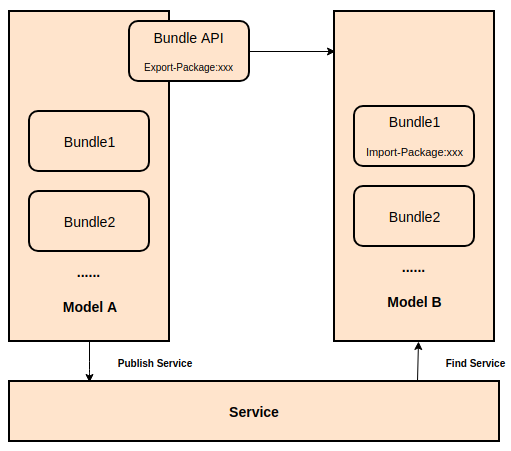 Bundle API
Export-Package:xxx
Bundle1
Bundle2
......
Model A
Bundle1
Import-Package:xxx
Bundle2
......
Model B
Publish Service
Find Service
Service